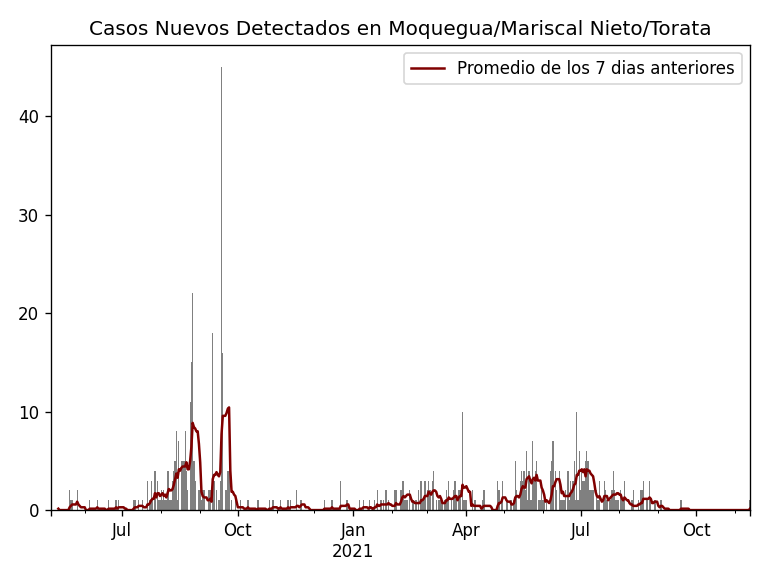 Casos Nuevos Detectados en Moquegua/Mariscal Nieto/Torata
Promedio de los 7 dias anteriores
40
30
20
10
0
Jul
Oct
Jan
2021
Apr
Jul
Oct